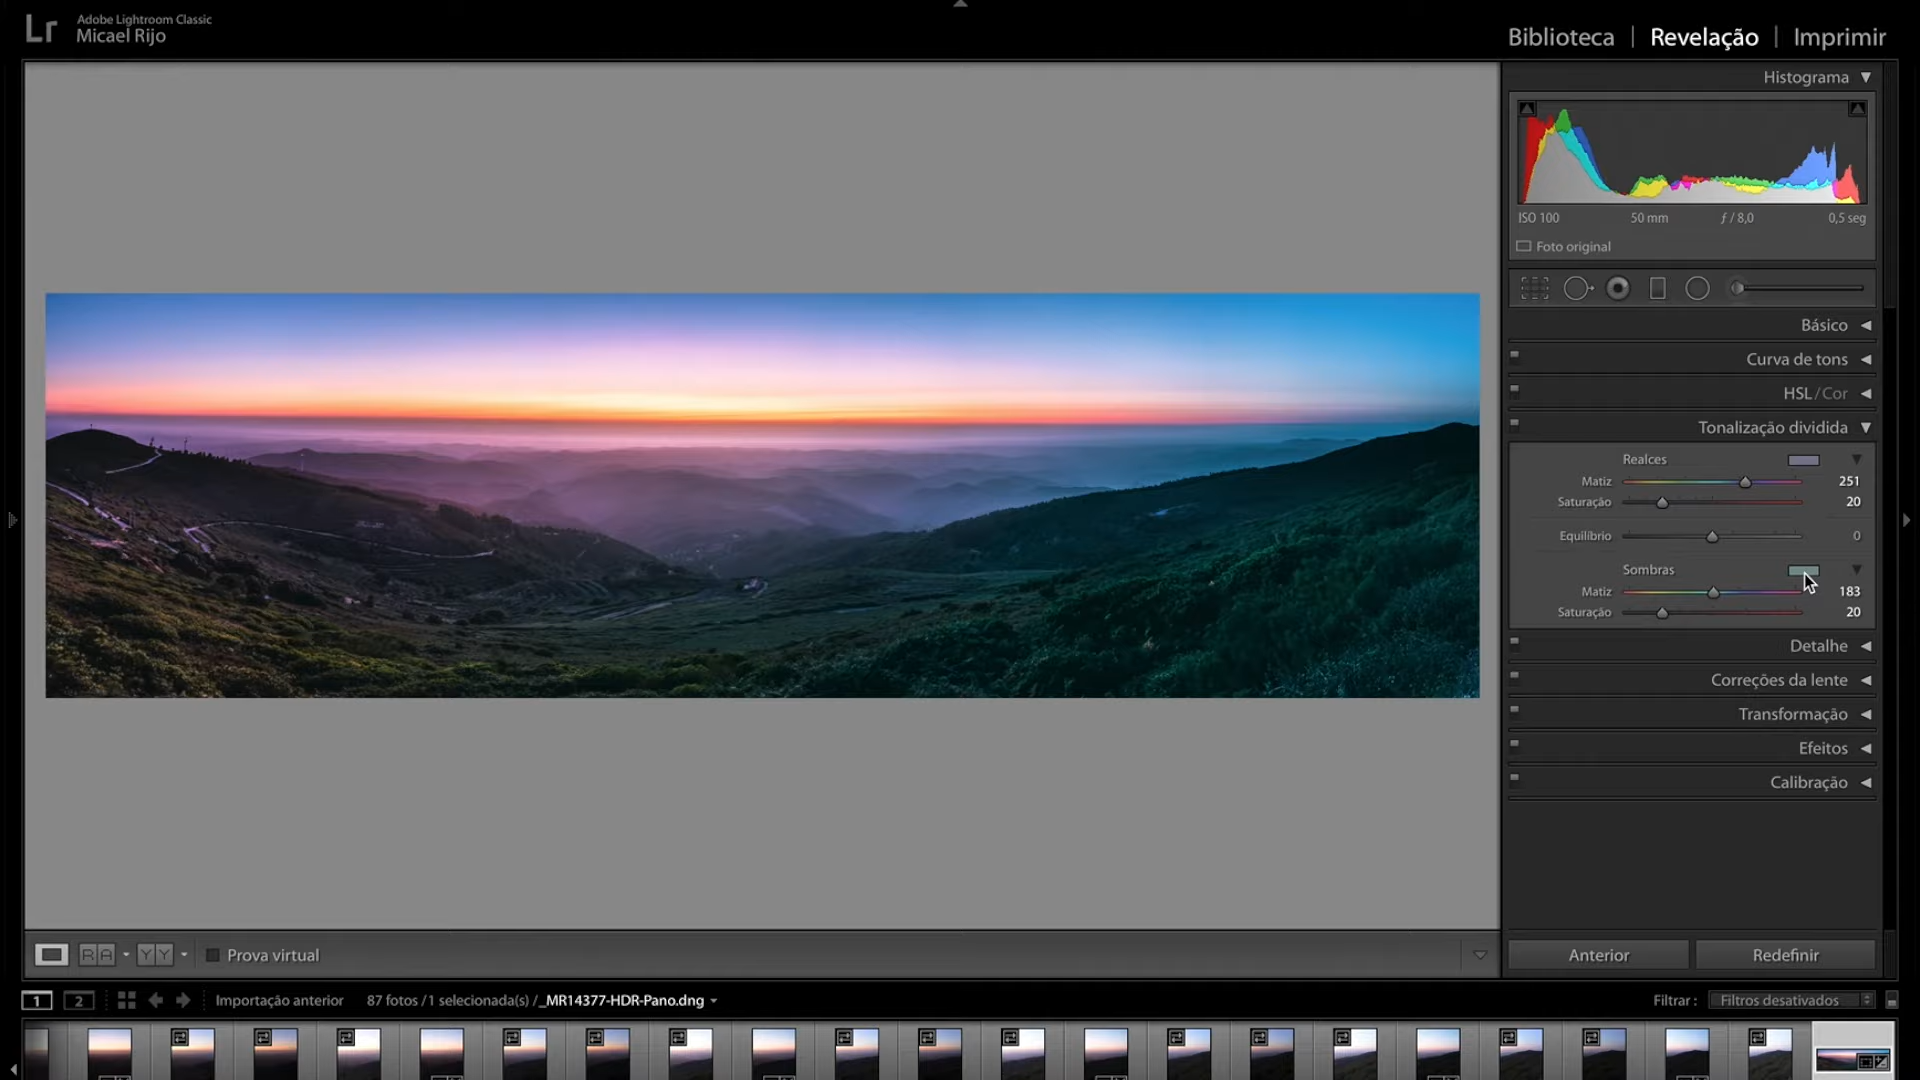 Lr
Adobe Lightroom Classic
Micael Rijo
Biblioteca | Revelação | Imprimir
Histograma
ISO 100 50 mm ƒ / 8,0 0,5 seg
Foto original
Básico
Curva de tons
HSL / Cor
Tonalização dividida
Realces
Matiz 251
Saturação 20
Equilíbrio 0
Sombras
Matiz 183
Saturação 20
Detalhe
Correções da lente
Transformação
Efeitos
Calibração
R A Y Y Prova virtual
Anterior Redefinir
1 2 Importação anterior 87 fotos / 1 selecionada(s) / _MR14377-HDR-Pano.dng
Filtrar : Filtros desativados